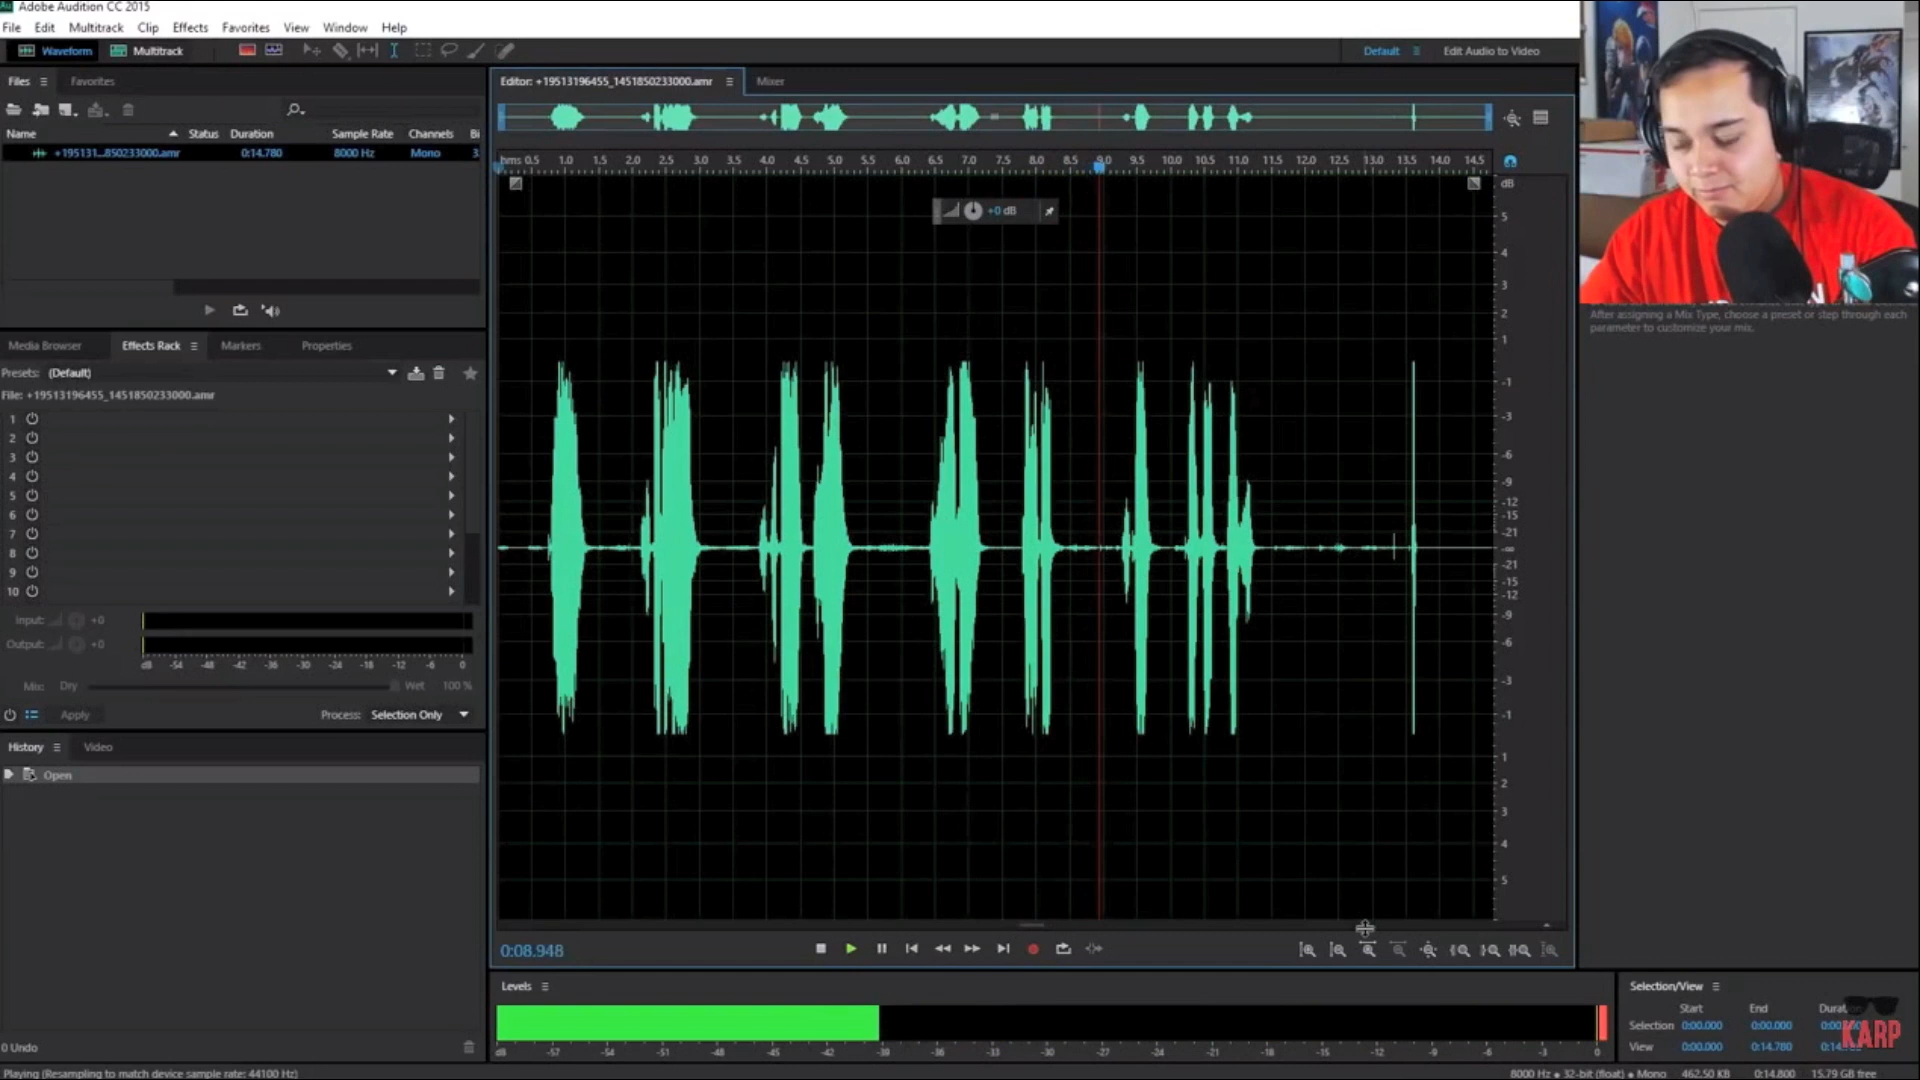 Adobe Audition CC 2015
File Edit Multitrack Clip Effects Favorites View Window Help
Waveform Multitrack Default Edit Audio to Video
Files Favorites
Editor: +19513196455_1451850233000.amr Mixer
Name Status Duration Sample Rate Channels Bi
+195131...850233000.amr 0:14.780 8000 Hz Mono 3
hms 0.5 1.0 1.5 2.0 2.5 3.0 3.5 4.0 4.5 5.0 5.5 6.0 6.5 7.0 7.5 8.0 8.5 9.0 9.5 10.0 10.5 11.0 11.5 12.0 12.5 13.0 13.5 14.0 14.5
dB
+0 dB
5
4
3
2
1
-1
-3
-6
-9
-12
-15
-21
-∞
-21
-15
-12
-9
-6
-3
-1
1
2
3
4
5
After assigning a Mix Type, choose a preset or step through each
parameter to customize your mix.
Media Browser Effects Rack Markers Properties
Presets: (Default)
File: +19513196455_1451850233000.amr
1
2
3
4
5
6
7
8
9
10
Input: +0
Output: +0
dB -54 -48 -42 -36 -30 -24 -18 -12 -6 0
Mix: Dry Wet 100 %
Apply Process: Selection Only
History Video
Open
0 Undo
0:08.948
Levels
dB -57 -54 -51 -48 -45 -42 -39 -36 -33 -30 -27 -24 -21 -18 -15 -12 -9 -6 -3 0
Selection/View
Start End
Selection 0:00.000 0:00.000
View 0:00.000 0:14.780
KARP
Playing (Resampling to match device sample rate: 44100 Hz)
8000 Hz • 32-bit (float) • Mono 462.50 KB 0:14.800 15.79 GB free